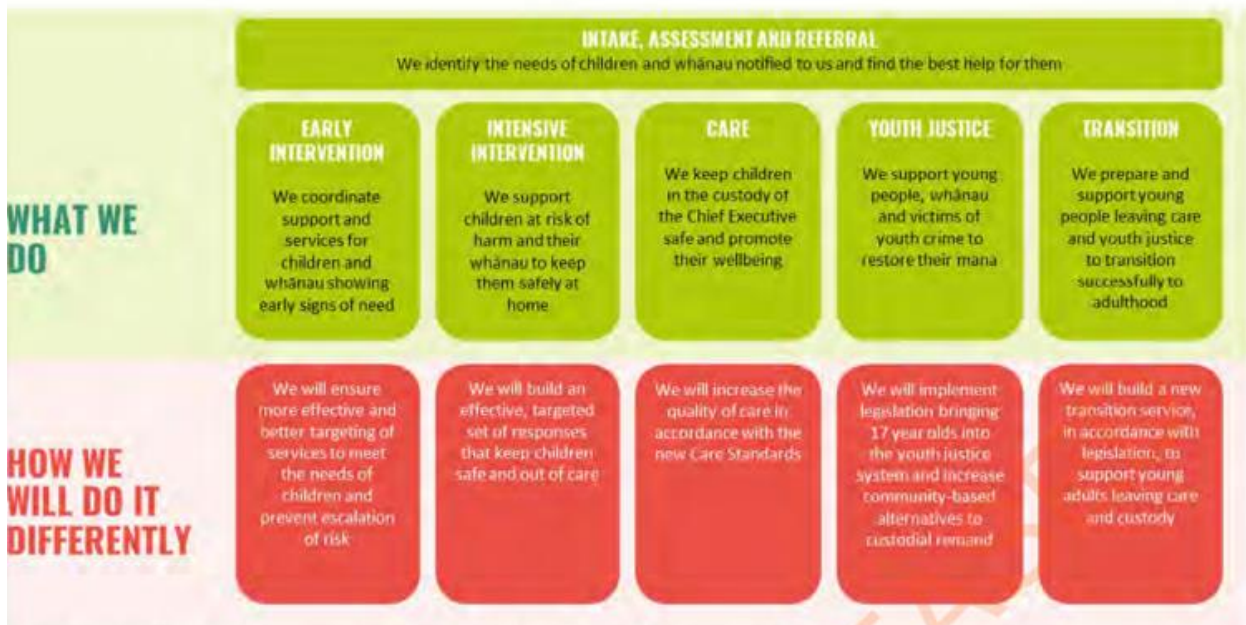 INTAKE, ASSESSMENT AND REFERRAL
We identify the needs of children and whānau notified to us and find the best help for them
WHAT WE
DO
EARLY
INTERVENTION
We coordinate
support and
services for
children and
whānau showing
early signs of need
INTENSIVE
INTERVENTION
We support
children at risk of
harm and their
whānau to keep
them safely at
home
CARE
We keep children
in the custody of
the Chief Executive
safe and promote
their wellbeing
YOUTH JUSTICE
We support young
people, whānau
and victims of
youth crime to
restore their mana
TRANSITION
We prepare and
support young
people leaving care
and youth justice
to transition
successfully to
adulthood
HOW WE
WILL DO IT
DIFFERENTLY
We will ensure
more effective and
better targeting of
services to meet
the needs of
children and
prevent escalation
of risk
We will build an
effective, targeted
set of responses
that keep children
safe and out of care
We will increase the
quality of care in
accordance with the
new Care Standards
We will implement
legislation bringing
17 year olds into
the youth justice
system and increase
community-based
alternatives to
custodial remand
We will build a new
transition service,
in accordance with
legislation, to
support young
adults leaving care
and custody